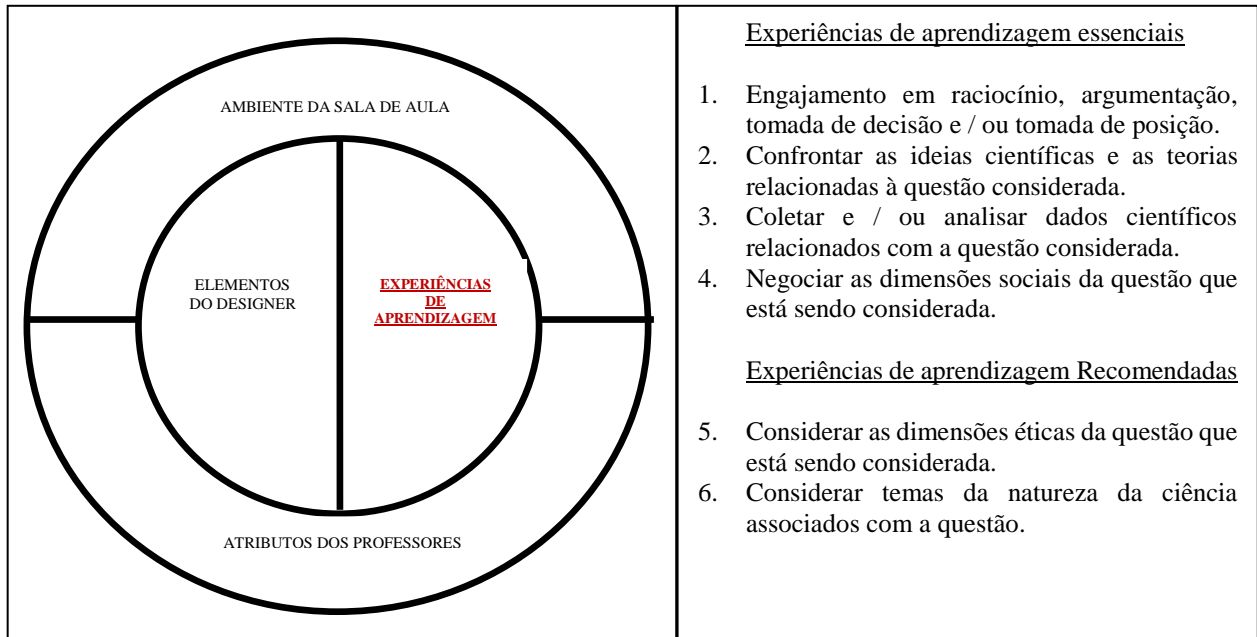 AMBIENTE DA SALA DE AULA
ELEMENTOS
DO DESIGNER
EXPERIÊNCIAS
DE
APRENDIZAGEM
ATRIBUTOS DOS PROFESSORES
Experiências de aprendizagem essenciais
1. Engajamento em raciocínio, argumentação,
tomada de decisão e / ou tomada de posição.
2. Confrontar as ideias científicas e as teorias
relacionadas à questão considerada.
3. Coletar e / ou analisar dados científicos
relacionados com a questão considerada.
4. Negociar as dimensões sociais da questão que
está sendo considerada.
Experiências de aprendizagem Recomendadas
5. Considerar as dimensões éticas da questão que
está sendo considerada.
6. Considerar temas da natureza da ciência
associados com a questão.